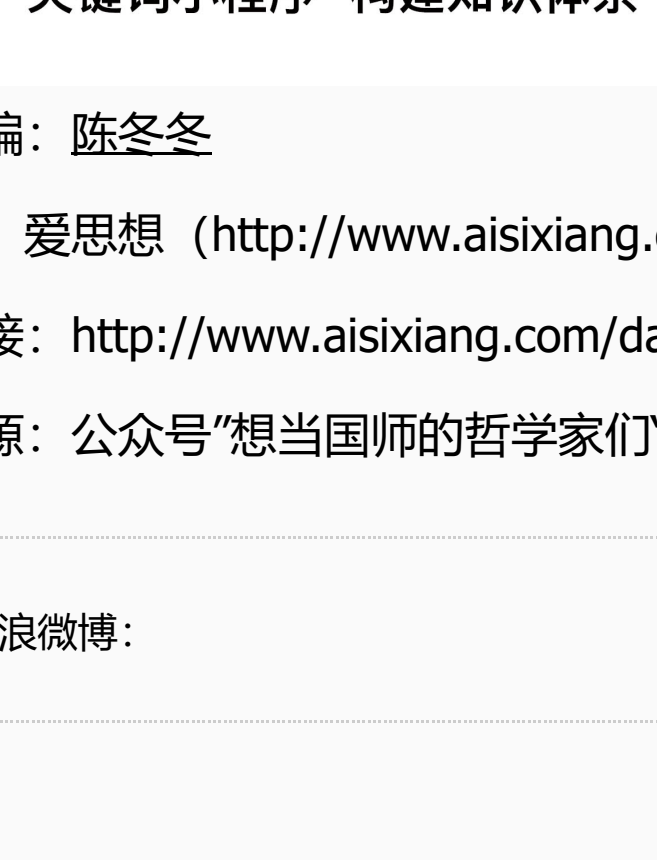 关键词小程序 构建知识体系
编：陈冬冬
爱思想（http://www.aisixiang.
接：http://www.aisixiang.com/da
源：公众号"想当国师的哲学家们"
浪微博：